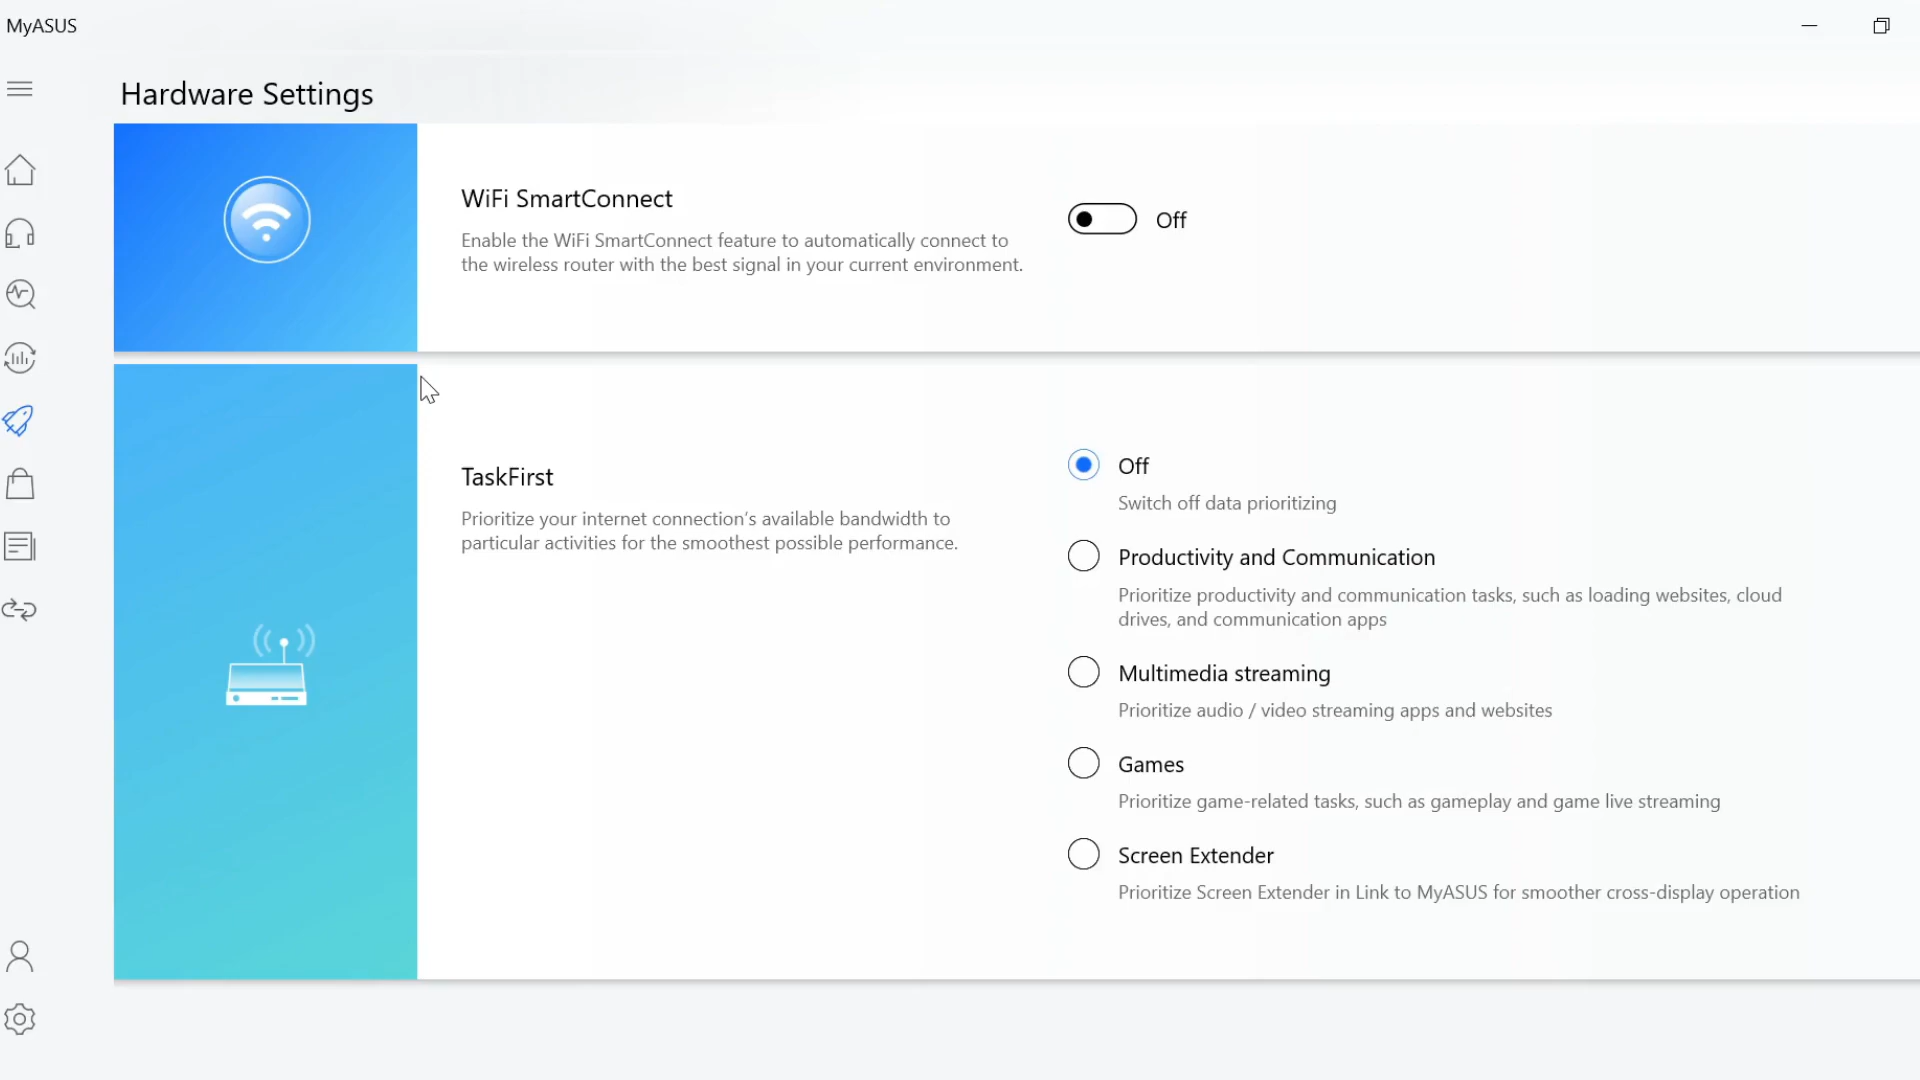 MyASUS
Hardware Settings
WiFi SmartConnect
Enable the WiFi SmartConnect feature to automatically connect to
the wireless router with the best signal in your current environment.
Off
TaskFirst
Prioritize your internet connection's available bandwidth to
particular activities for the smoothest possible performance.
Off
Switch off data prioritizing
Productivity and Communication
Prioritize productivity and communication tasks, such as loading websites, cloud
drives, and communication apps
Multimedia streaming
Prioritize audio / video streaming apps and websites
Games
Prioritize game-related tasks, such as gameplay and game live streaming
Screen Extender
Prioritize Screen Extender in Link to MyASUS for smoother cross-display operation